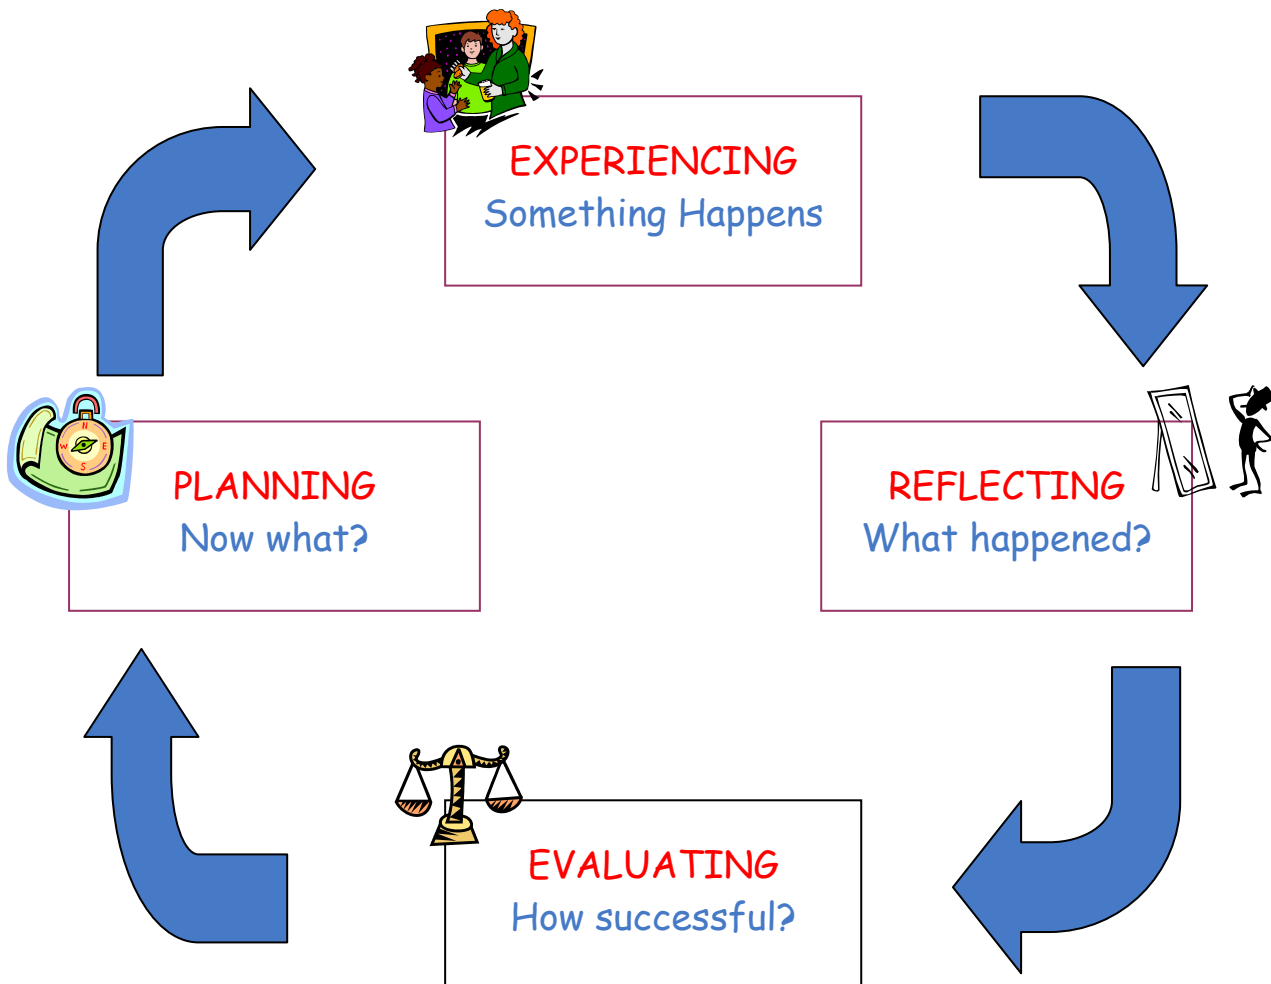 EXPERIENCING
Something Happens
N
W
E
S
PLANNING
Now what?
REFLECTING
What happened?
EVALUATING
How successful?